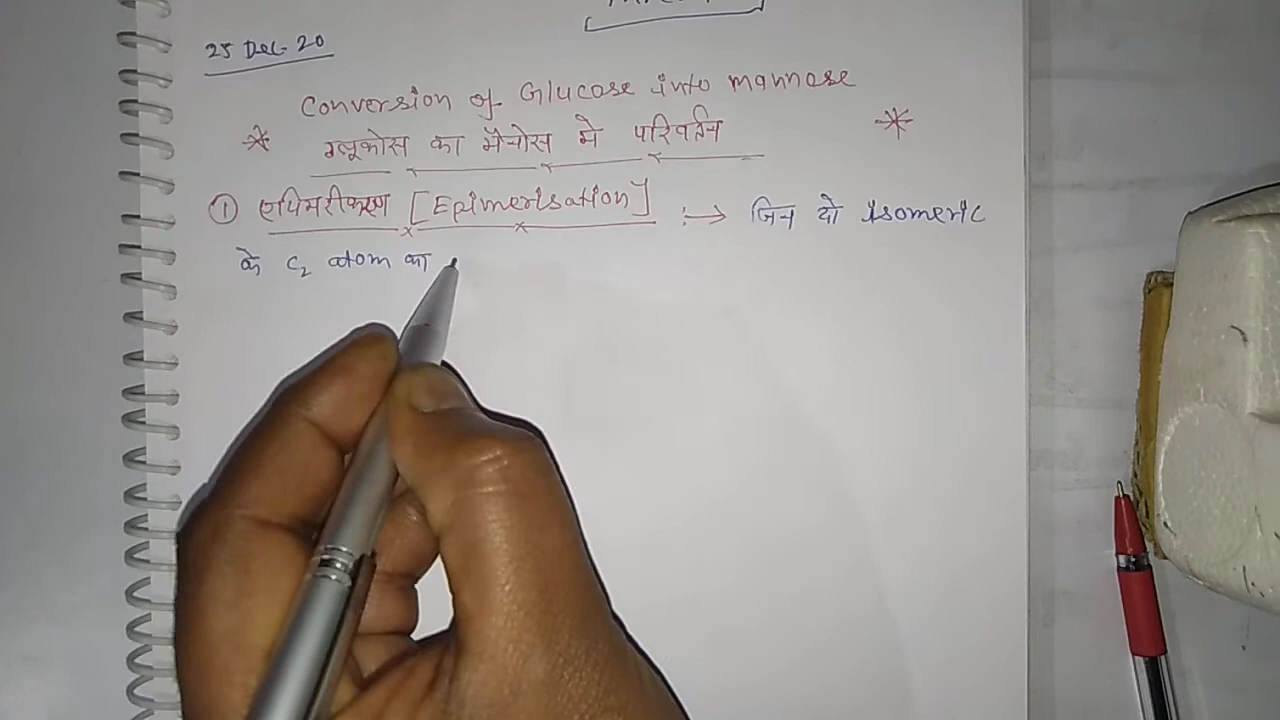 25 Dec-20
Conversion of Glucose into mannose
ग्लूकोस का मैनोस मे परिवर्तन
① एपिमरीकरण [Epimerisation] :→ जिन दो isomeric
के C₂ atom का